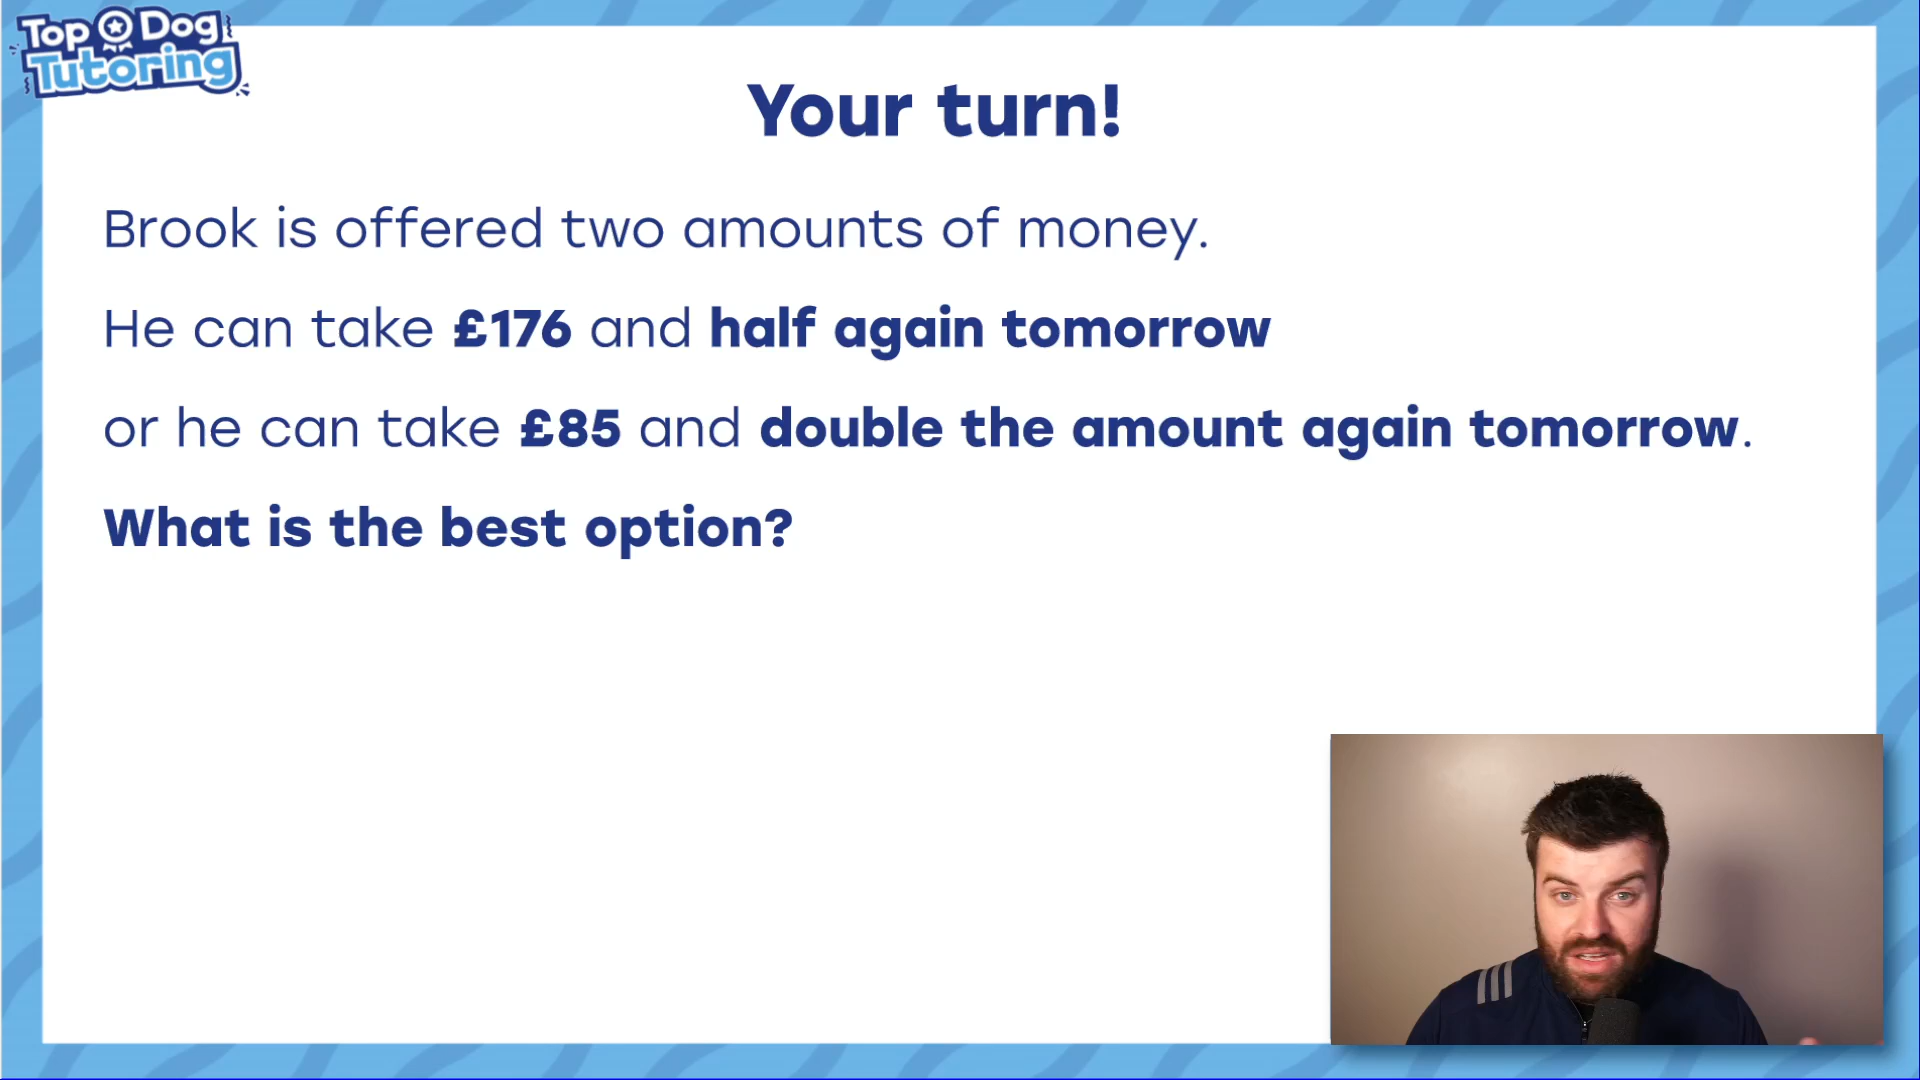 Top Dog
Tutoring
Your turn!
Brook is offered two amounts of money.
He can take £176 and half again tomorrow
or he can take £85 and double the amount again tomorrow.
What is the best option?